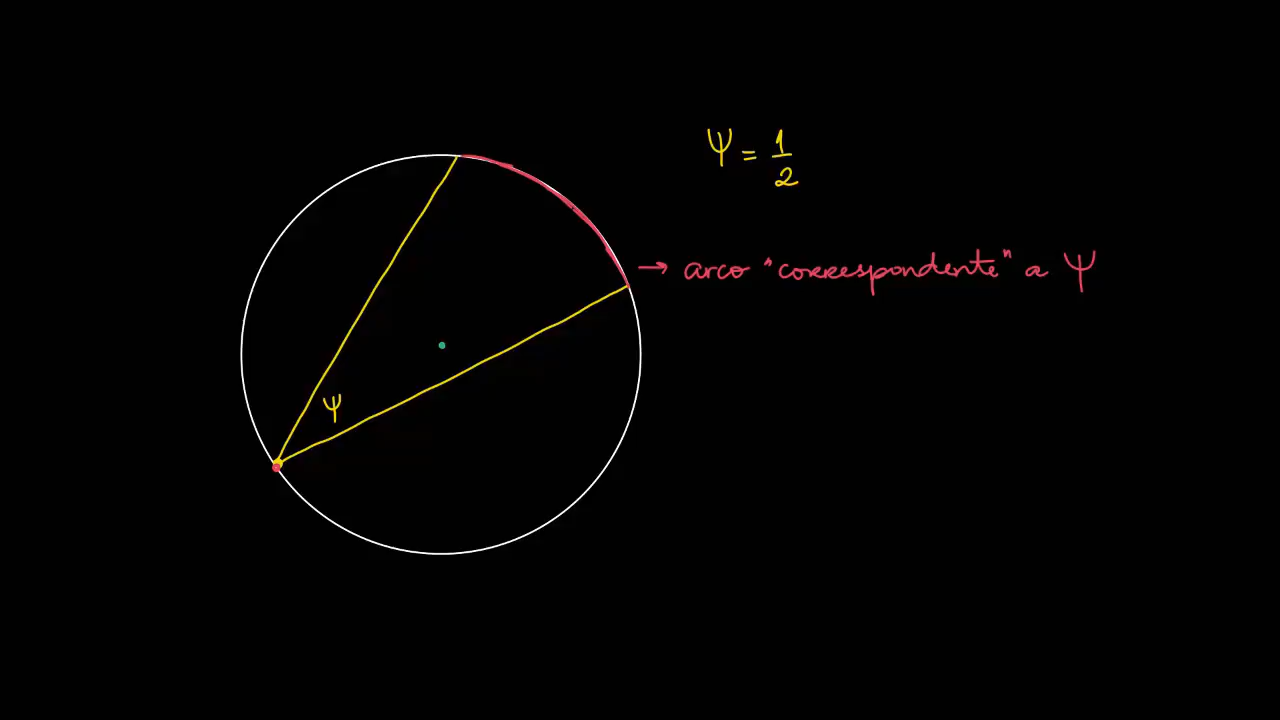 Ψ = 1/2
→ arco "correspondente" a Ψ
Ψ